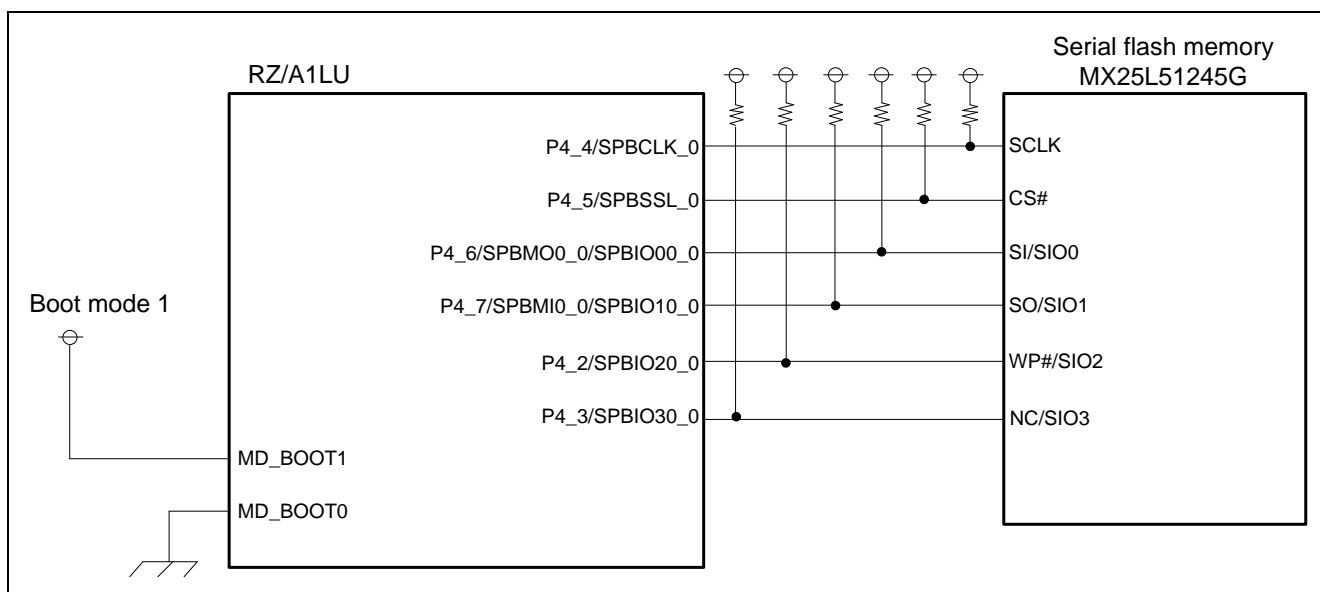 Serial flash memory
RZ/A1LU
MX25L51245G
P4_4/SPBCLK_0
SCLK
P4_5/SPBSSL_0
CS#
P4_6/SPBMO0_0/SPBIO00_0
SI/SIO0
Boot mode 1
P4_7/SPBMI0_0/SPBIO10_0
SO/SIO1
P4_2/SPBIO20_0
WP#/SIO2
P4_3/SPBIO30_0
NC/SIO3
MD_BOOT1
MD_BOOT0